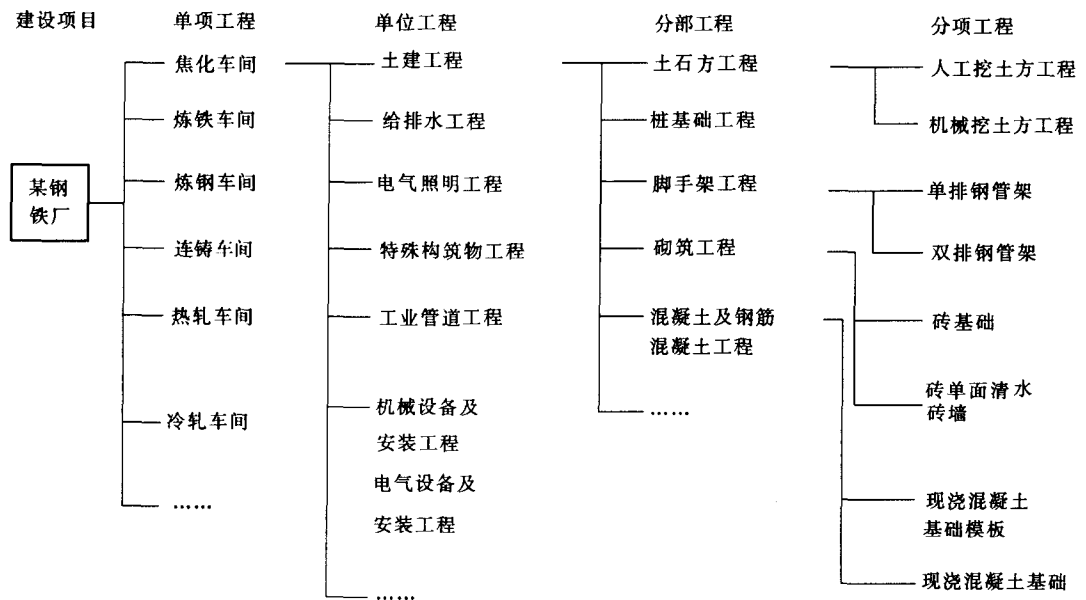 建设项目
单项工程
单位工程
分部工程
分项工程
某钢
铁厂
焦化车间
炼铁车间
炼钢车间
连铸车间
热轧车间
冷轧车间
……
土建工程
给排水工程
电气照明工程
特殊构筑物工程
工业管道工程
机械设备及
安装工程
电气设备及
安装工程
……
土石方工程
桩基础工程
脚手架工程
砌筑工程
混凝土及钢筋
混凝土工程
……
人工挖土方工程
机械挖土方工程
单排钢管架
双排钢管架
砖基础
砖单面清水
砖墙
现浇混凝土
基础模板
现浇混凝土基础